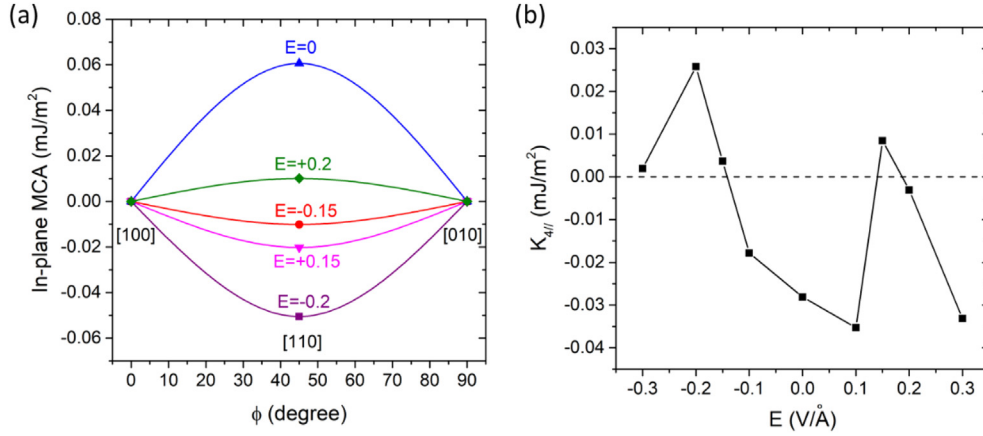 (a)
In-plane MCA (mJ/m²)
0.08
0.06
0.04
0.02
0.00
-0.02
-0.04
-0.06
E=0
E=+0.2
E=-0.15
[100]
[010]
E=+0.15
E=-0.2
[110]
0 10 20 30 40 50 60 70 80 90
ϕ (degree)
(b)
K4// (mJ/m²)
0.03
0.02
0.01
0.00
-0.01
-0.02
-0.03
-0.04
-0.3 -0.2 -0.1 0.0 0.1 0.2 0.3
E (V/Å)